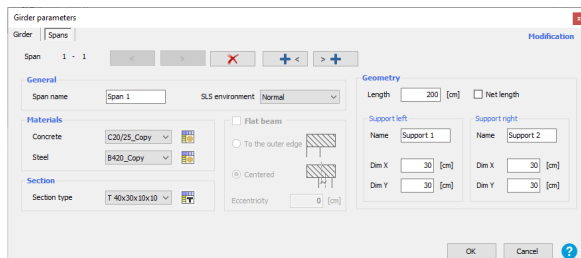 Girder parameters
Girder Spans
Modification
Span 1 - 1 < > < >
General
Span name Span 1 SLS environment Normal
Materials
Concrete C20/25_Copy
Steel B420_Copy
Section
Section type T 40x30x10x10
Flat beam
To the outer edge
Centered
Eccentricity 0 [cm]
Geometry
Length 200 [cm] Net length
Support left
Name Support 1
Dim X 30 [cm]
Dim Y 30 [cm]
Support right
Name Support 2
Dim X 30 [cm]
Dim Y 30 [cm]
OK Cancel ?